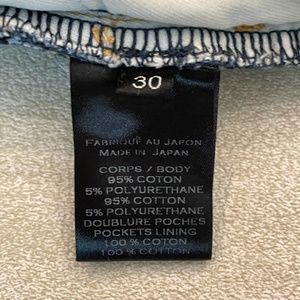 30
FABRIQUÉ AU JAPON
MADE IN JAPAN
CORPS / BODY
95% COTON
5% POLYURETHANE
95% COTTON
5% POLYURETHANE
DOUBLURE POCHES
POCKETS LINING
100 % COTON
100 % COTTON